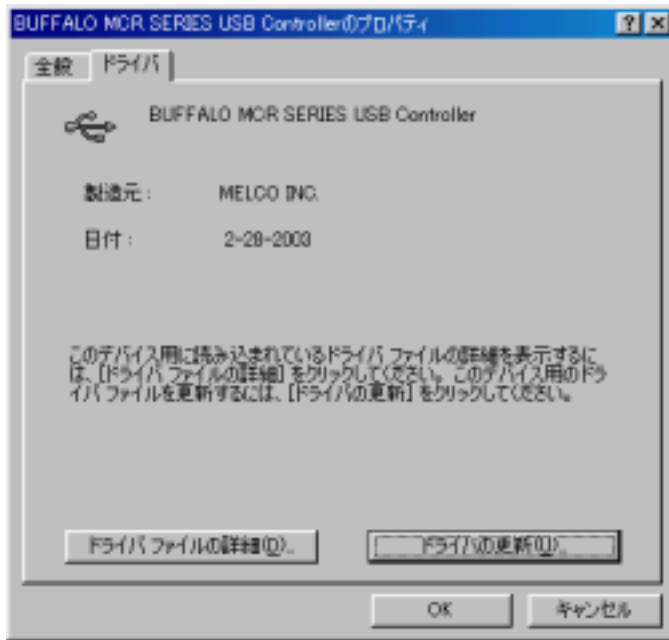 BUFFALO MCR SERIES USB Controllerのプロパティ
全般 ドライバ
BUFFALO MCR SERIES USB Controller
製造元: MELCO INC.
日付: 2-28-2003
このデバイス用に読み込まれているドライバ ファイルの詳細を表示するに
は、[ドライバ ファイルの詳細] をクリックしてください。このデバイス用のドラ
イバ ファイルを更新するには、[ドライバの更新] をクリックしてください。
ドライバ ファイルの詳細(D)... ドライバの更新(U)...
OK キャンセル